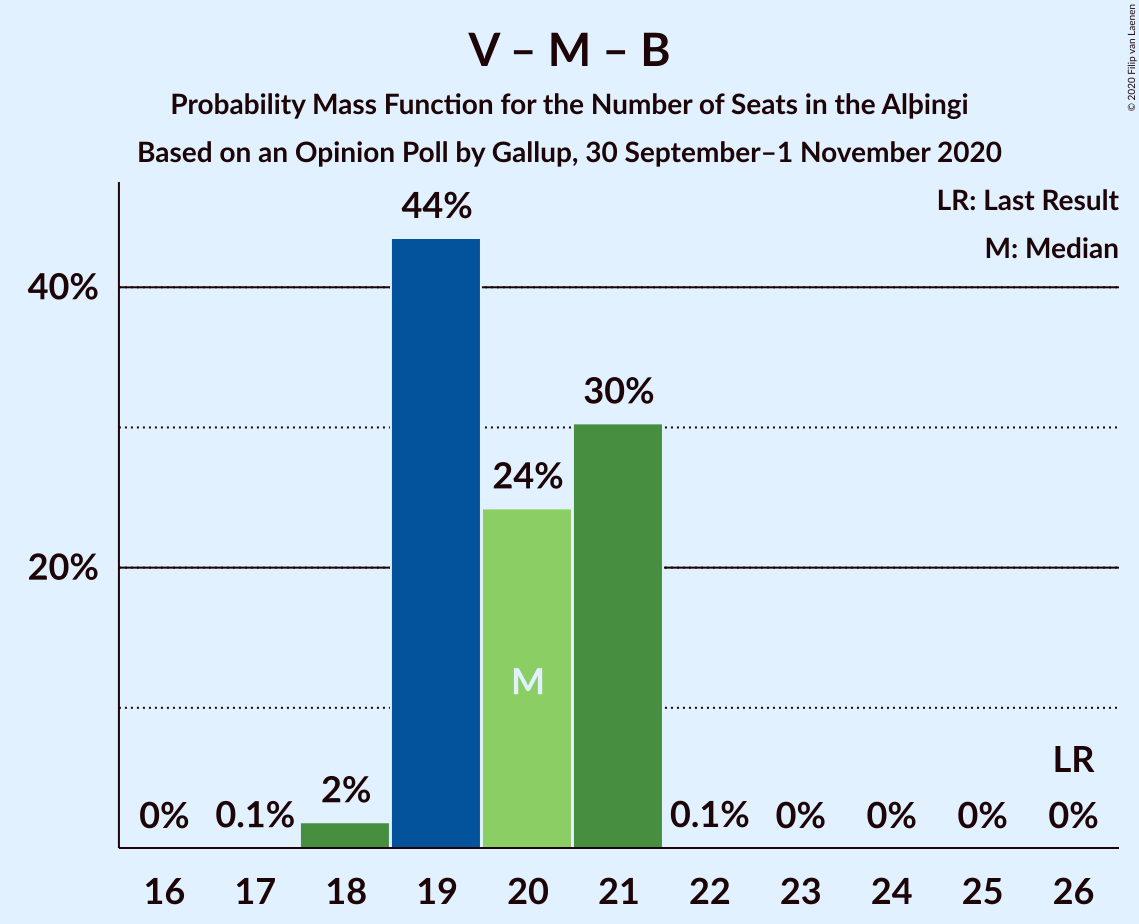 V – M – B
Probability Mass Function for the Number of Seats in the Alþingi
Based on an Opinion Poll by Gallup, 30 September–1 November 2020
© 2020 Filip van Laenen
LR: Last Result
M: Median
44%
40%
30%
24%
20%
M
LR
0% 0.1% 2% 0.1% 0% 0% 0% 0%
16 17 18 19 20 21 22 23 24 25 26